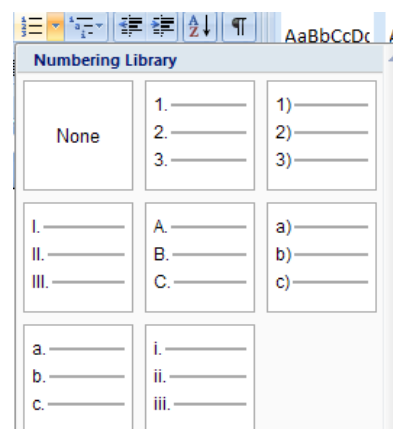 AaBbCcDc
Numbering Library
None
1.
2.
3.
1)
2)
3)
I.
II.
III.
A.
B.
C.
a)
b)
c)
a.
b.
c.
i.
ii.
iii.